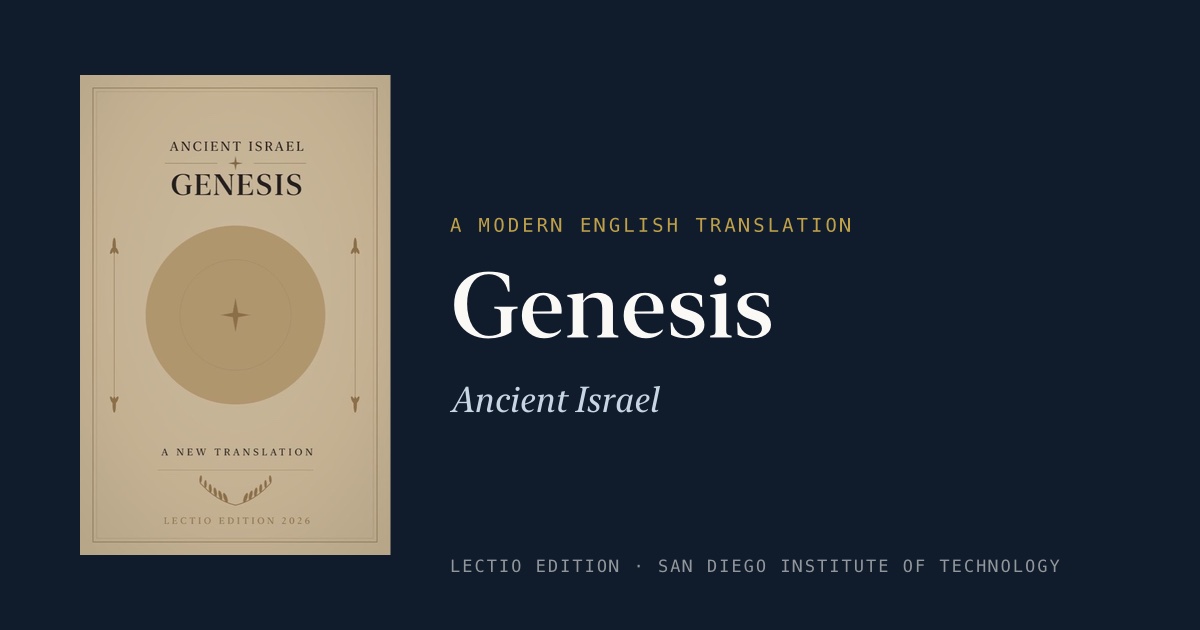 ANCIENT ISRAEL
GENESIS
A NEW TRANSLATION
LECTIO EDITION 2026
A MODERN ENGLISH TRANSLATION
Genesis
Ancient Israel
LECTIO EDITION · SAN DIEGO INSTITUTE OF TECHNOLOGY